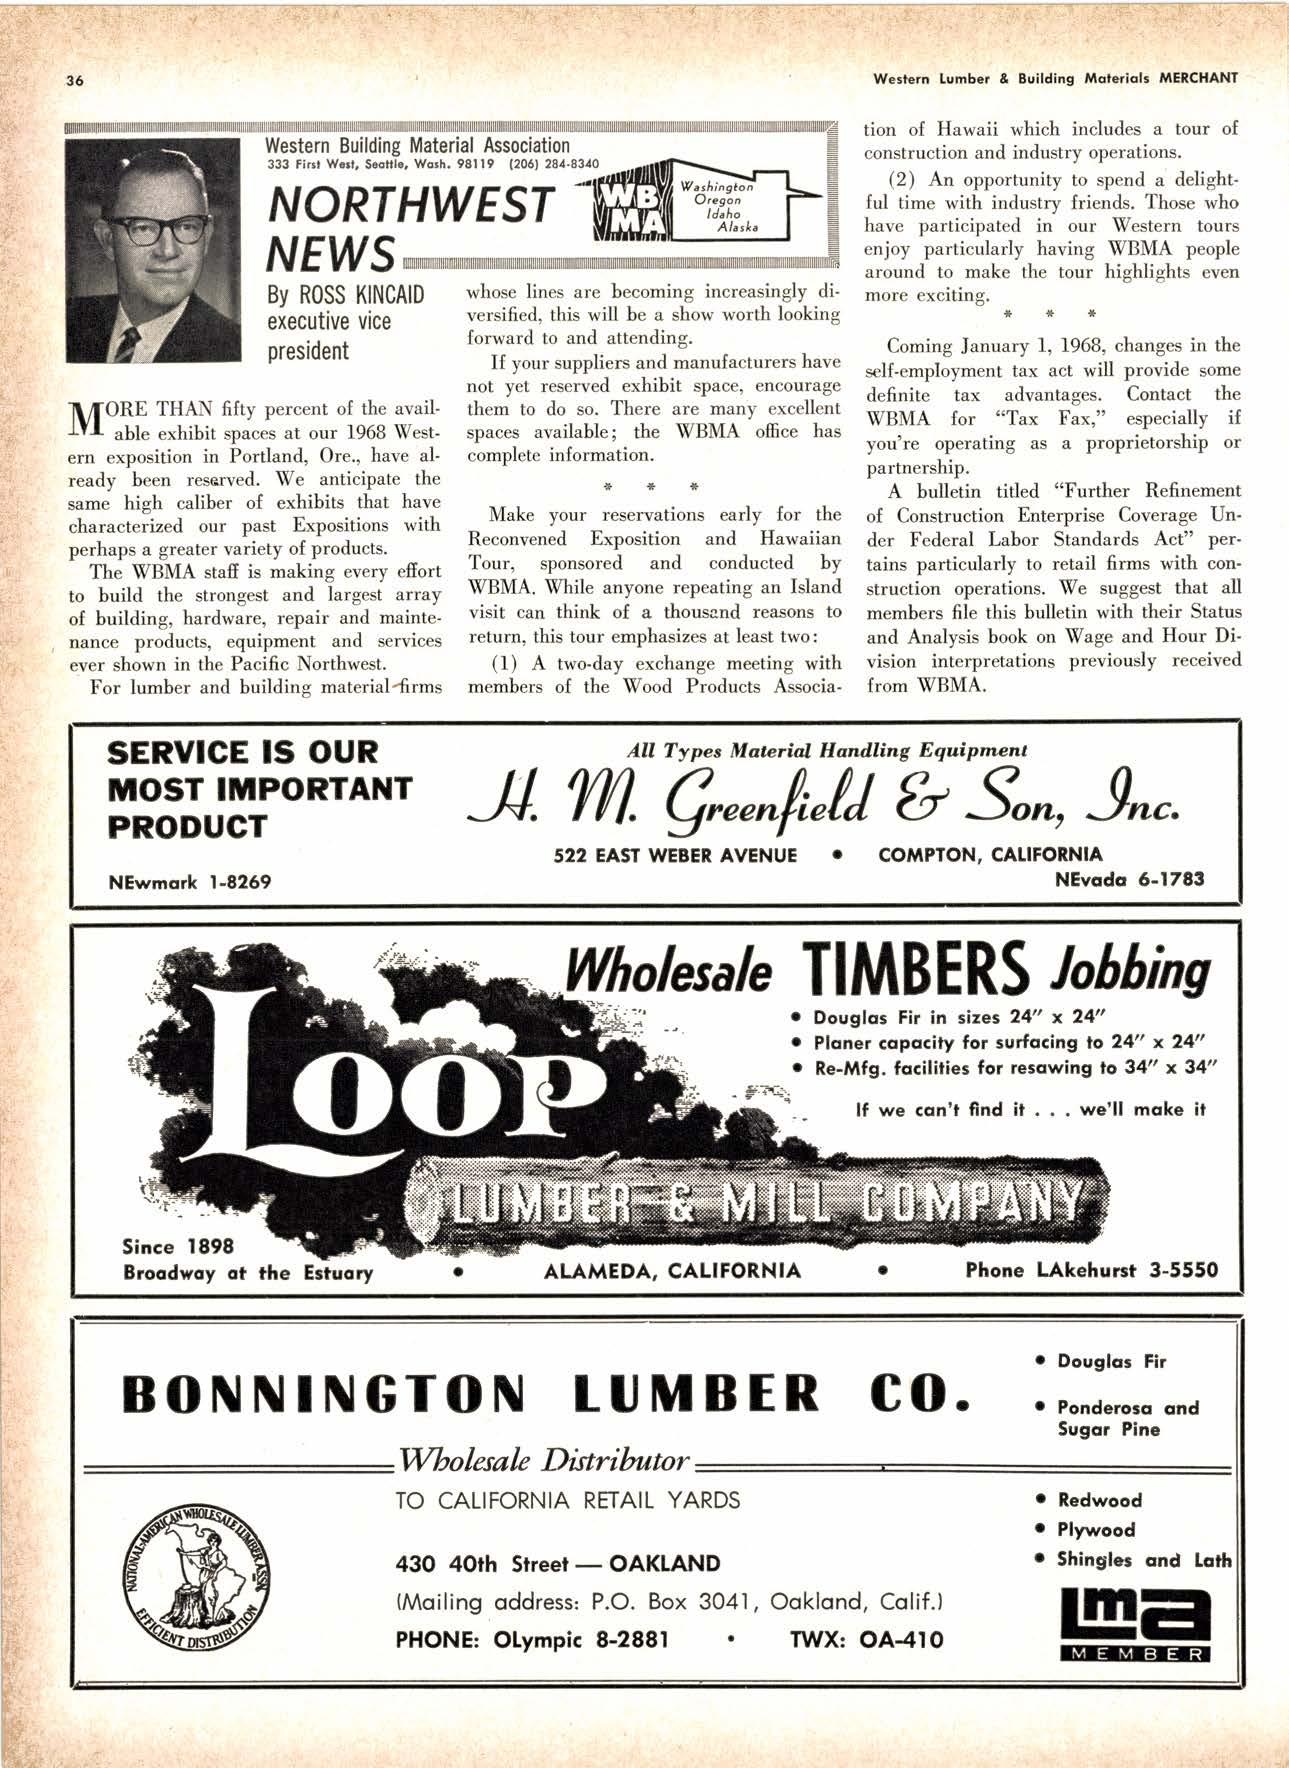 36
Western Lumber & Building Materials MERCHANT
Western Building Material Association
333 First West, Seattle, Wash. 98119 (206) 284-8340
NORTHWEST
NEWS
WB
MA
Washington
Oregon
Idaho
Alaska
By ROSS KINCAID
executive vice
president
MORE THAN fifty percent of the avail-
able exhibit spaces at our 1968 West-
ern exposition in Portland, Ore., have al-
ready been reserved. We anticipate the
same high caliber of exhibits that have
characterized our past Expositions with
perhaps a greater variety of products.
The WBMA staff is making every effort
to build the strongest and largest array
of building, hardware, repair and mainte-
nance products, equipment and services
ever shown in the Pacific Northwest.
For lumber and building material firms
whose lines are becoming increasingly di-
versified, this will be a show worth looking
forward to and attending.
If your suppliers and manufacturers have
not yet reserved exhibit space, encourage
them to do so. There are many excellent
spaces available; the WBMA office has
complete information.
* * *
Make your reservations early for the
Reconvened Exposition and Hawaiian
Tour, sponsored and conducted by
WBMA. While anyone repeating an Island
visit can think of a thousand reasons to
return, this tour emphasizes at least two:
(1) A two-day exchange meeting with
members of the Wood Products Associa-
tion of Hawaii which includes a tour of
construction and industry operations.
(2) An opportunity to spend a delight-
ful time with industry friends. Those who
have participated in our Western tours
enjoy particularly having WBMA people
around to make the tour highlights even
more exciting.
* * *
Coming January 1, 1968, changes in the
self-employment tax act will provide some
definite tax advantages. Contact the
WBMA for “Tax Fax,” especially if
you're operating as a proprietorship or
partnership.
A bulletin titled “Further Refinement
of Construction Enterprise Coverage Un-
der Federal Labor Standards Act” per-
tains particularly to retail firms with con-
struction operations. We suggest that all
members file this bulletin with their Status
and Analysis book on Wage and Hour Di-
vision interpretations previously received
from WBMA.
SERVICE IS OUR
MOST IMPORTANT
PRODUCT
NEwmark 1-8269
All Types Material Handling Equipment
H. M. Greenfield & Son, Inc.
522 EAST WEBER AVENUE • COMPTON, CALIFORNIA
NEvada 6-1783
Wholesale TIMBERS Jobbing
• Douglas Fir in sizes 24" x 24"
• Planer capacity for surfacing to 24" x 24"
• Re-Mfg. facilities for resawing to 34" x 34"
If we can't find it . . . we'll make it
LOOP
LUMBER & MILL COMPANY
Since 1898
Broadway at the Estuary • ALAMEDA, CALIFORNIA • Phone LAkehurst 3-5550
BONNINGTON LUMBER CO.
Wholesale Distributor
TO CALIFORNIA RETAIL YARDS
430 40th Street — OAKLAND
(Mailing address: P.O. Box 3041, Oakland, Calif.)
PHONE: OLympic 8-2881 • TWX: OA-410
NATIONAL-AMERICAN WHOLESALE LUMBER ASSN.
EFFICIENT DISTRIBUTION
• Douglas Fir
• Ponderosa and
Sugar Pine
• Redwood
• Plywood
• Shingles and Lath
Lma
MEMBER